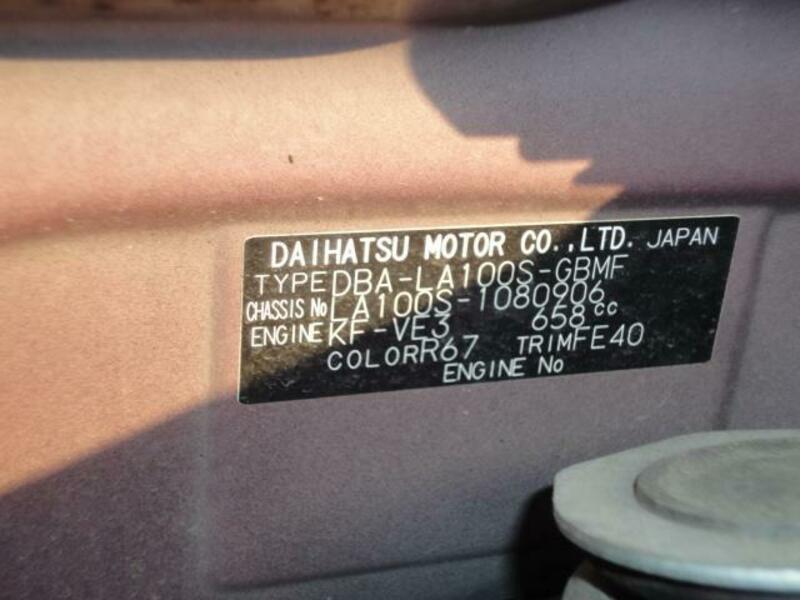 DAIHATSU MOTOR CO.,LTD. JAPAN
TYPE DBA-LA100S-GBMF
CHASSIS No LA100S-1080906
ENGINE KF-VE3 658cc
COLOR R67 TRIM FE40
ENGINE No